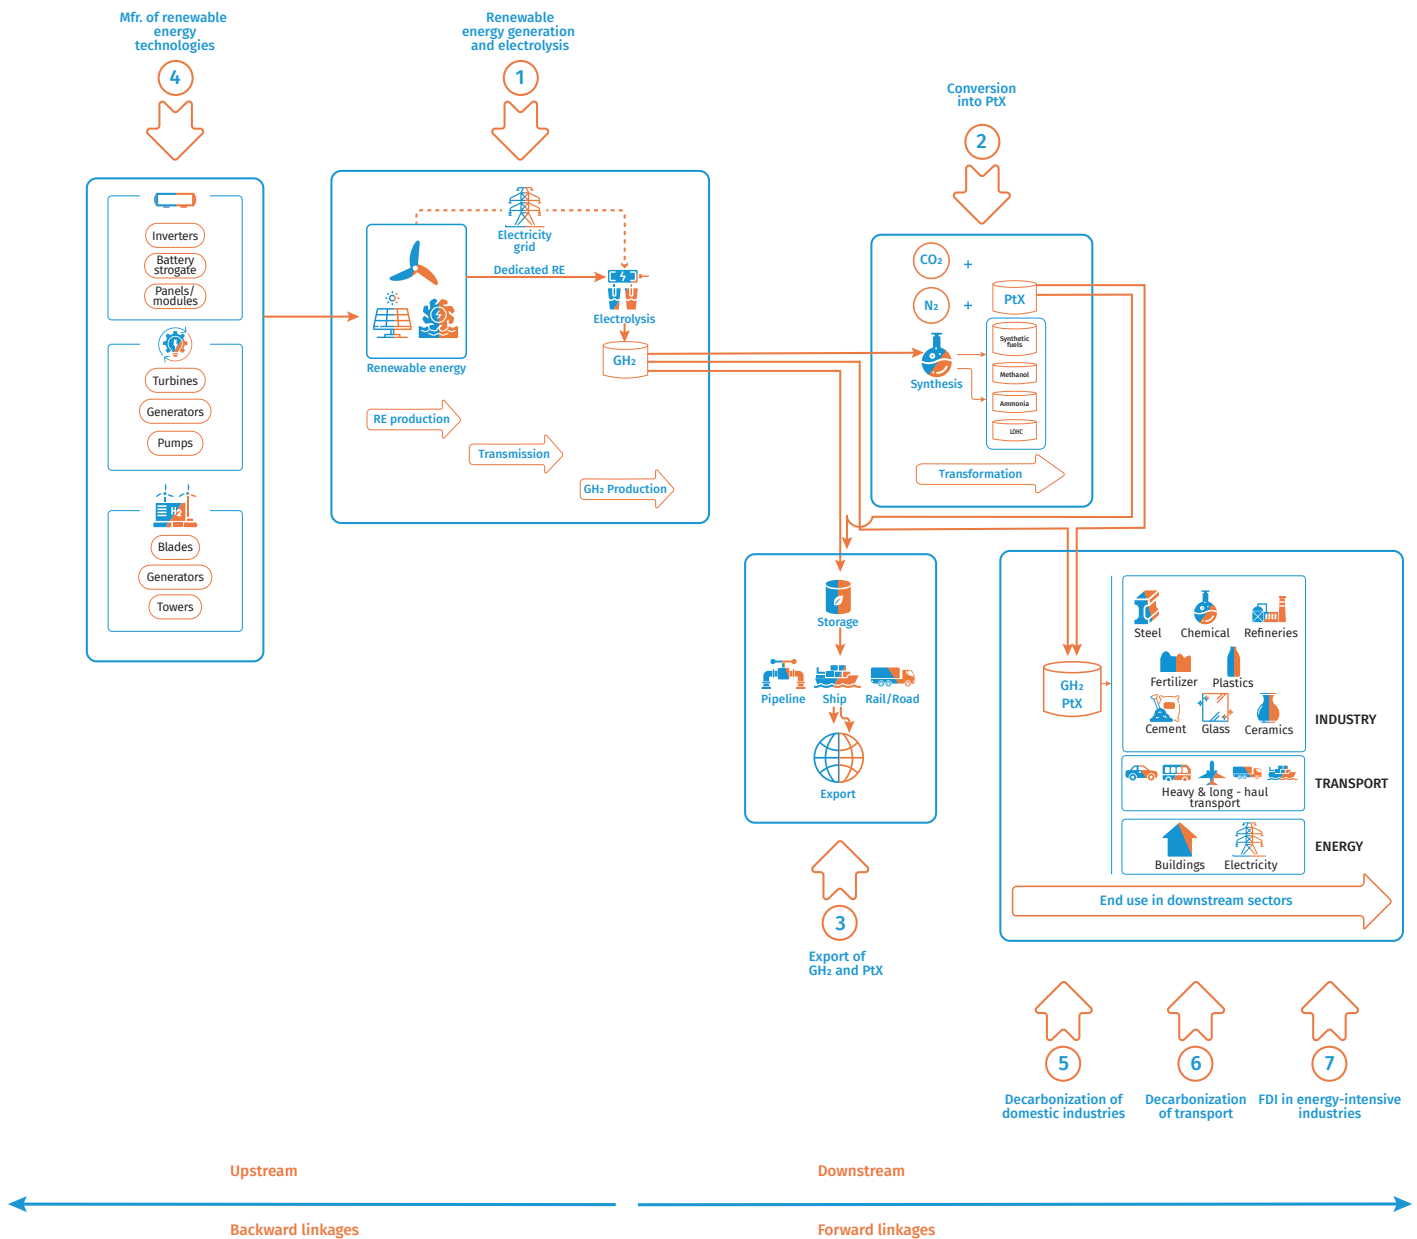 Mfr. of renewable
energy
technologies
4
Renewable
energy generation
and electrolysis
1
Conversion
into PtX
2
Inverters
Battery
strogate
Panels/
modules
Turbines
Generators
Pumps
H2
Blades
Generators
Towers
Electricity
grid
Dedicated RE
Electrolysis
Renewable energy
GH₂
RE production
Transmission
GH₂ Production
CO₂
+
N₂
+
PtX
Synthesis
Synthetic
fuels
Methanol
Ammonia
LOHC
Transformation
Storage
Pipeline
Ship
Rail/Road
Export
3
Export of
GH₂ and PtX
GH₂
PtX
Steel
Chemical
Refineries
Fertilizer
Plastics
Cement
Glass
Ceramics
INDUSTRY
Heavy & long - haul
transport
TRANSPORT
Buildings
Electricity
ENERGY
End use in downstream sectors
5
Decarbonization of
domestic industries
6
Decarbonization
of transport
7
FDI in energy-intensive
industries
Upstream
Downstream
Backward linkages
Forward linkages